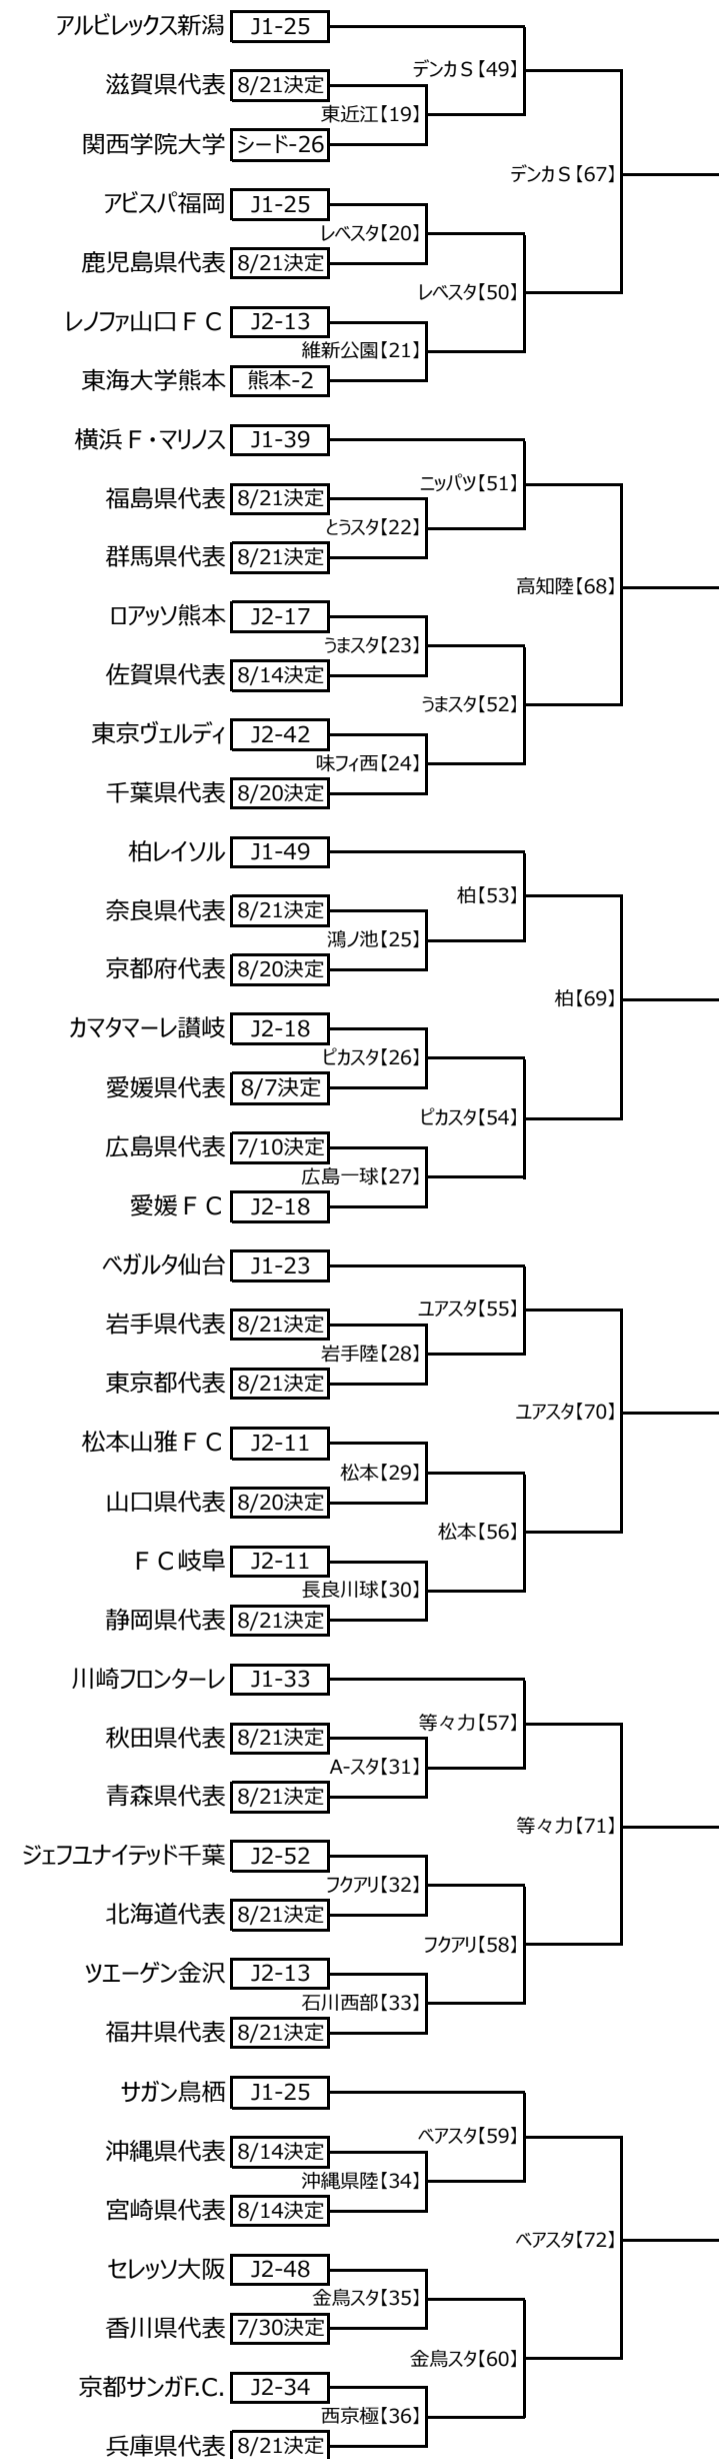 アルビレックス新潟 J1-25
デンカS【49】
滋賀県代表 8/21決定
東近江【19】
関西学院大学 シード-26
デンカS【67】
アビスパ福岡 J1-25
レベスタ【20】
鹿児島県代表 8/21決定
レベスタ【50】
レノファ山口FC J2-13
維新公園【21】
東海大学熊本 熊本-2
横浜F・マリノス J1-39
ニッパツ【51】
福島県代表 8/21決定
とうスタ【22】
群馬県代表 8/21決定
高知陸【68】
ロアッソ熊本 J2-17
うまスタ【23】
佐賀県代表 8/14決定
うまスタ【52】
東京ヴェルディ J2-42
味フィ西【24】
千葉県代表 8/20決定
柏レイソル J1-49
柏【53】
奈良県代表 8/21決定
鴻ノ池【25】
京都府代表 8/20決定
柏【69】
カマタマーレ讃岐 J2-18
ピカスタ【26】
愛媛県代表 8/7決定
ピカスタ【54】
広島県代表 7/10決定
広島一球【27】
愛媛FC J2-18
ベガルタ仙台 J1-23
ユアスタ【55】
岩手県代表 8/21決定
岩手陸【28】
東京都代表 8/21決定
ユアスタ【70】
松本山雅FC J2-11
松本【29】
山口県代表 8/20決定
松本【56】
FC岐阜 J2-11
長良川球【30】
静岡県代表 8/21決定
川崎フロンターレ J1-33
等々力【57】
秋田県代表 8/21決定
A-スタ【31】
青森県代表 8/21決定
等々力【71】
ジェフユナイテッド千葉 J2-52
フクアリ【32】
北海道代表 8/21決定
フクアリ【58】
ツエーゲン金沢 J2-13
石川西部【33】
福井県代表 8/21決定
サガン鳥栖 J1-25
ベアスタ【59】
沖縄県代表 8/14決定
沖縄県陸【34】
宮崎県代表 8/14決定
ベアスタ【72】
セレッソ大阪 J2-48
金鳥スタ【35】
香川県代表 7/30決定
金鳥スタ【60】
京都サンガF.C. J2-34
西京極【36】
兵庫県代表 8/21決定